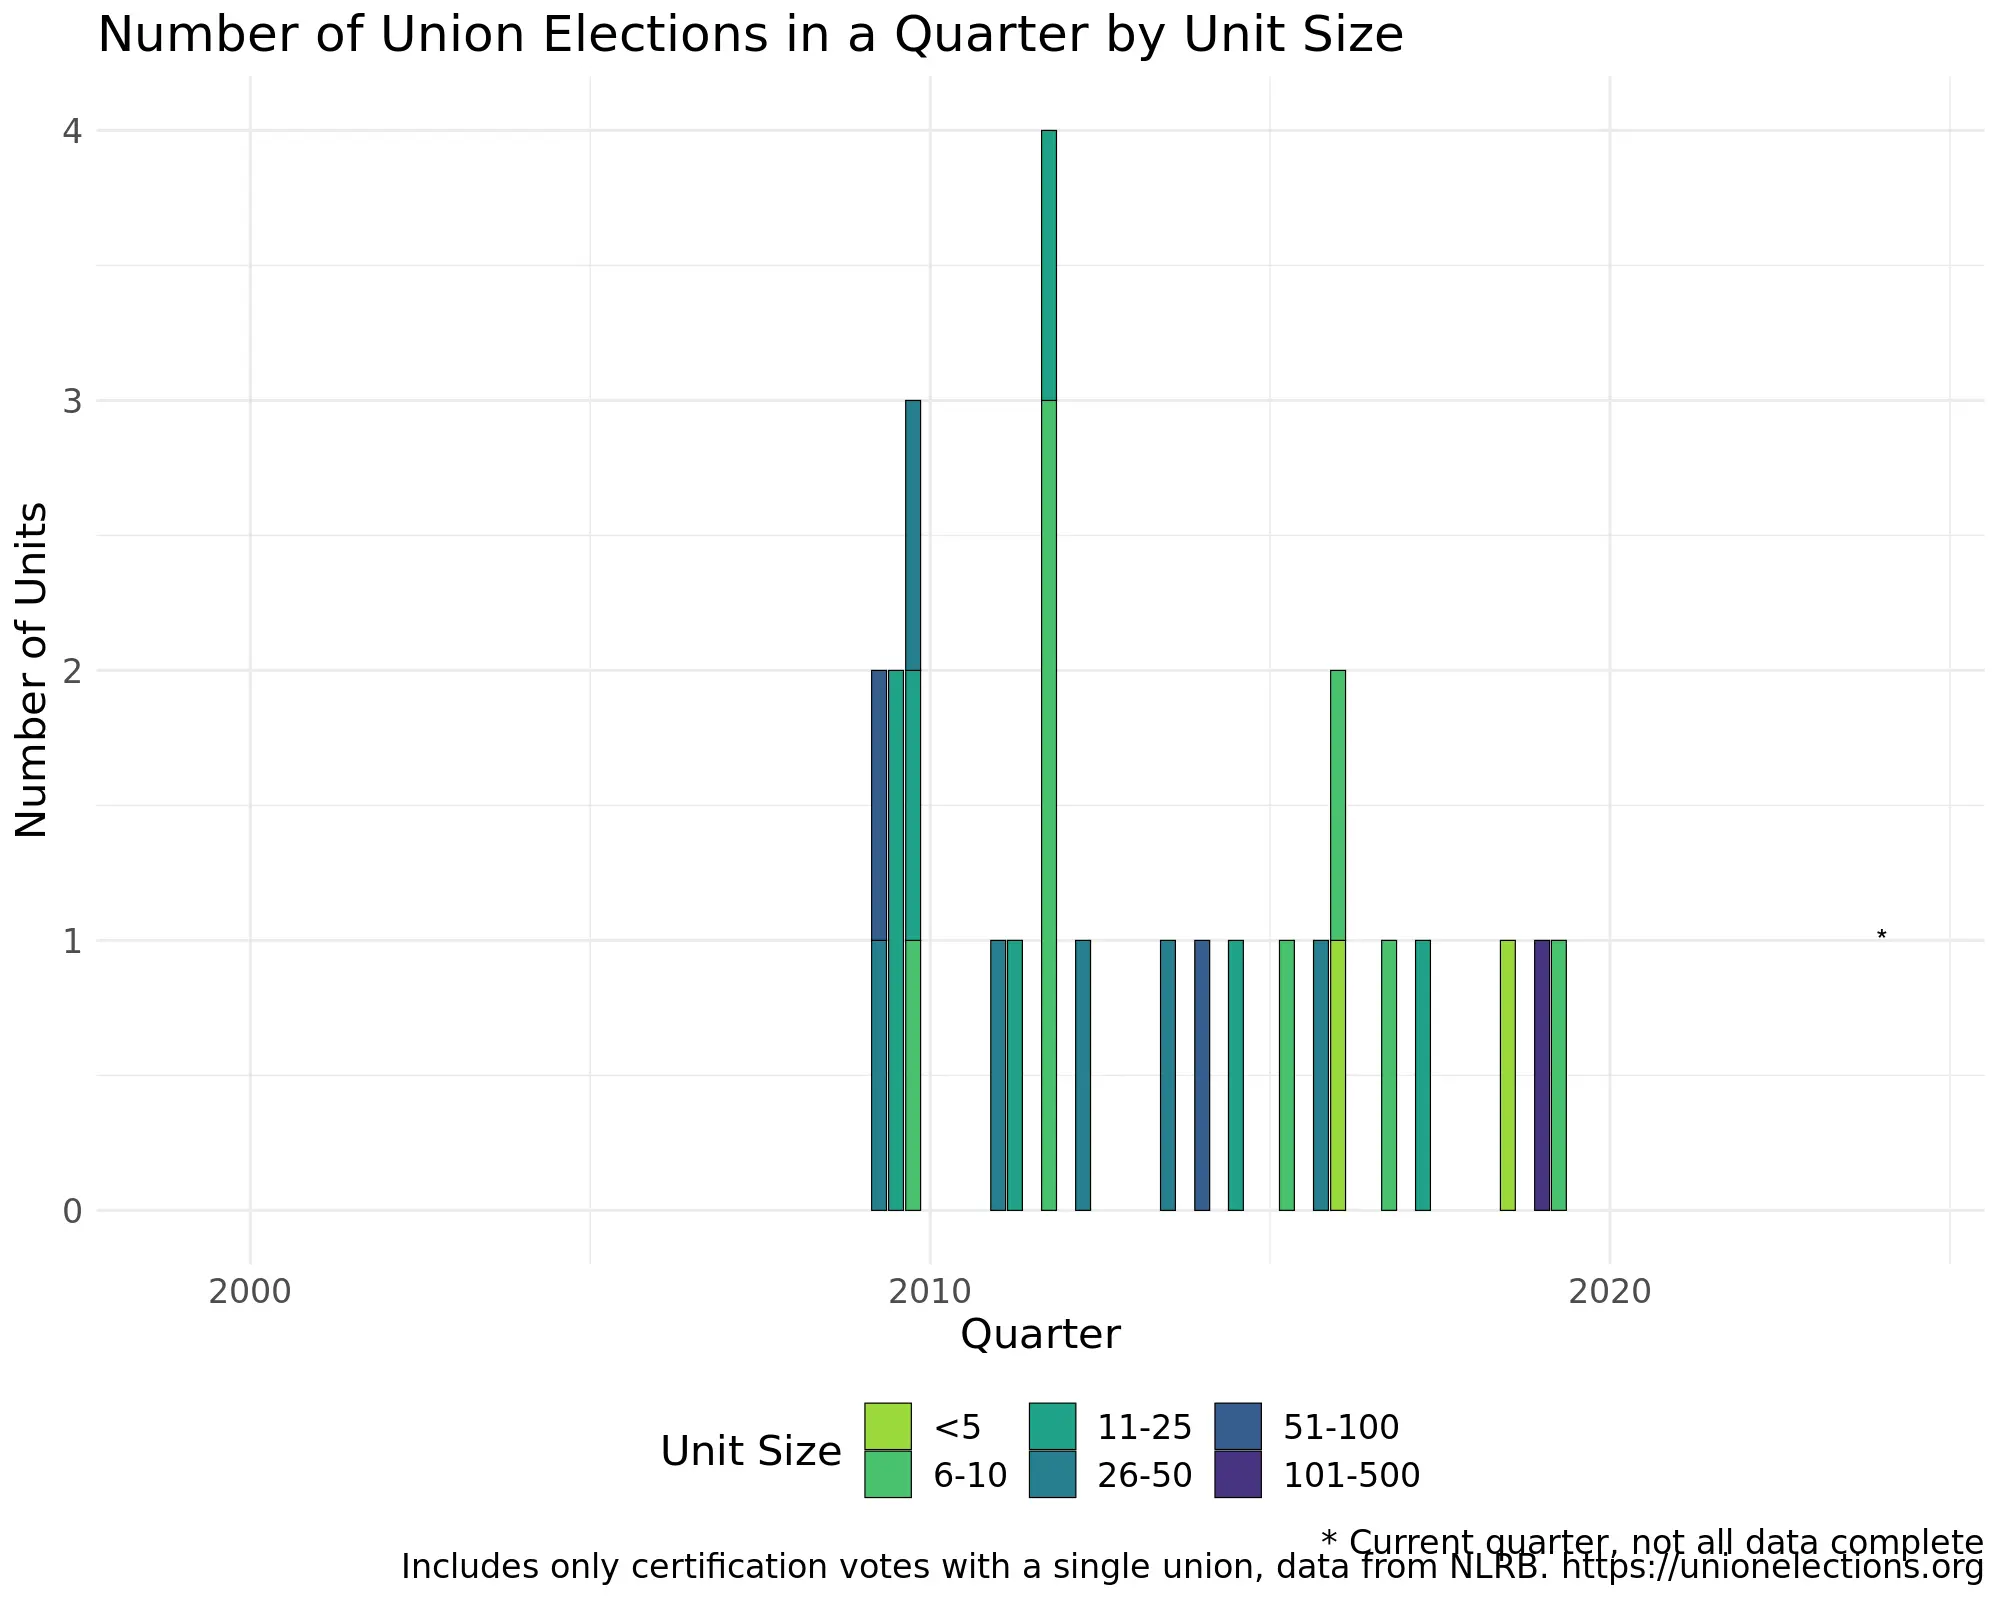 Number of Union Elections in a Quarter by Unit Size
Number of Units
4
3
2
1
0
*
2000 2010 2020
Quarter
Unit Size
<5 11-25 51-100
6-10 26-50 101-500
* Current quarter, not all data complete
Includes only certification votes with a single union, data from NLRB. https://unionelections.org